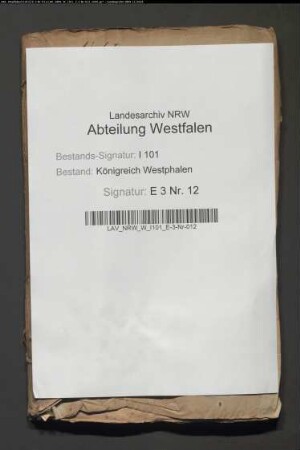 Landesarchiv NRW
Abteilung Westfalen
Bestands-Signatur: I 101
Bestand: Königreich Westphalen
Signatur: E 3 Nr. 12
LAV_NRW_W_I101_E-3-Nr-012